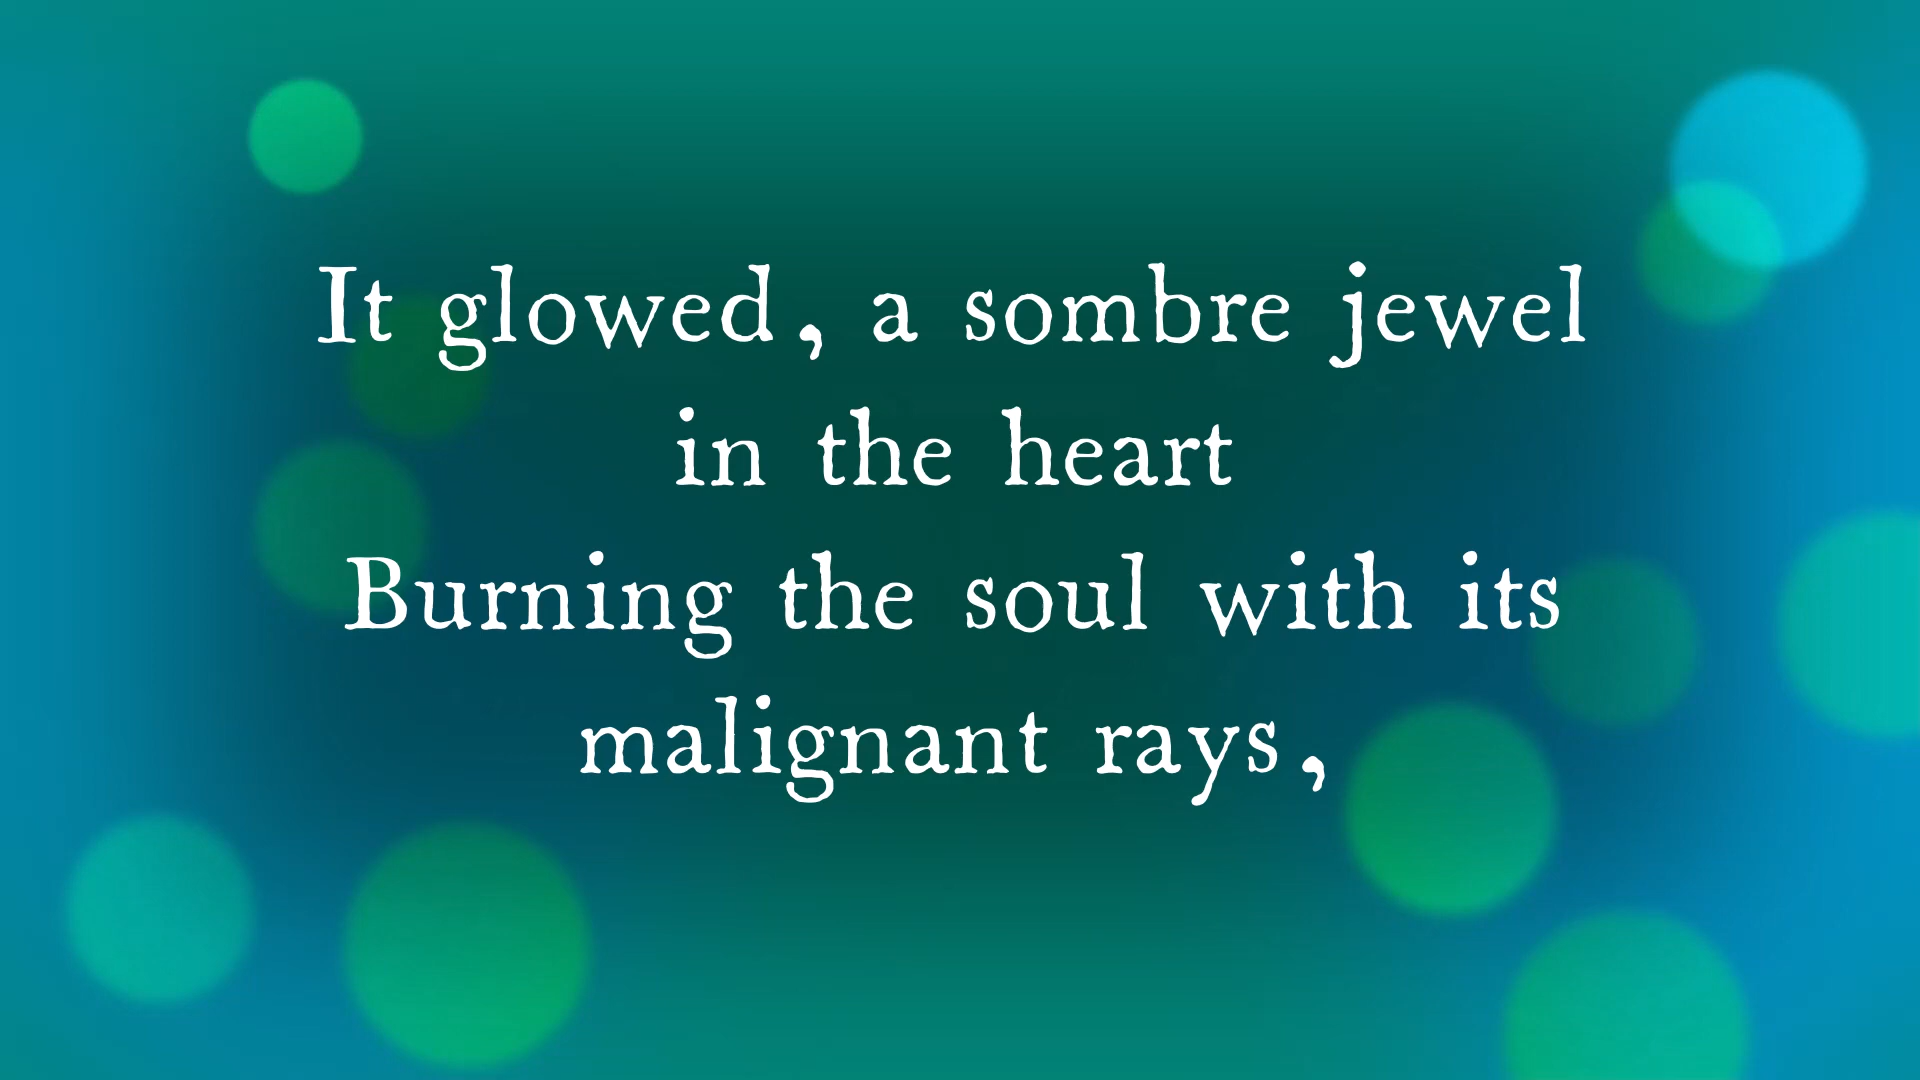 It glowed, a sombre jewel
in the heart
Burning the soul with its
malignant rays,